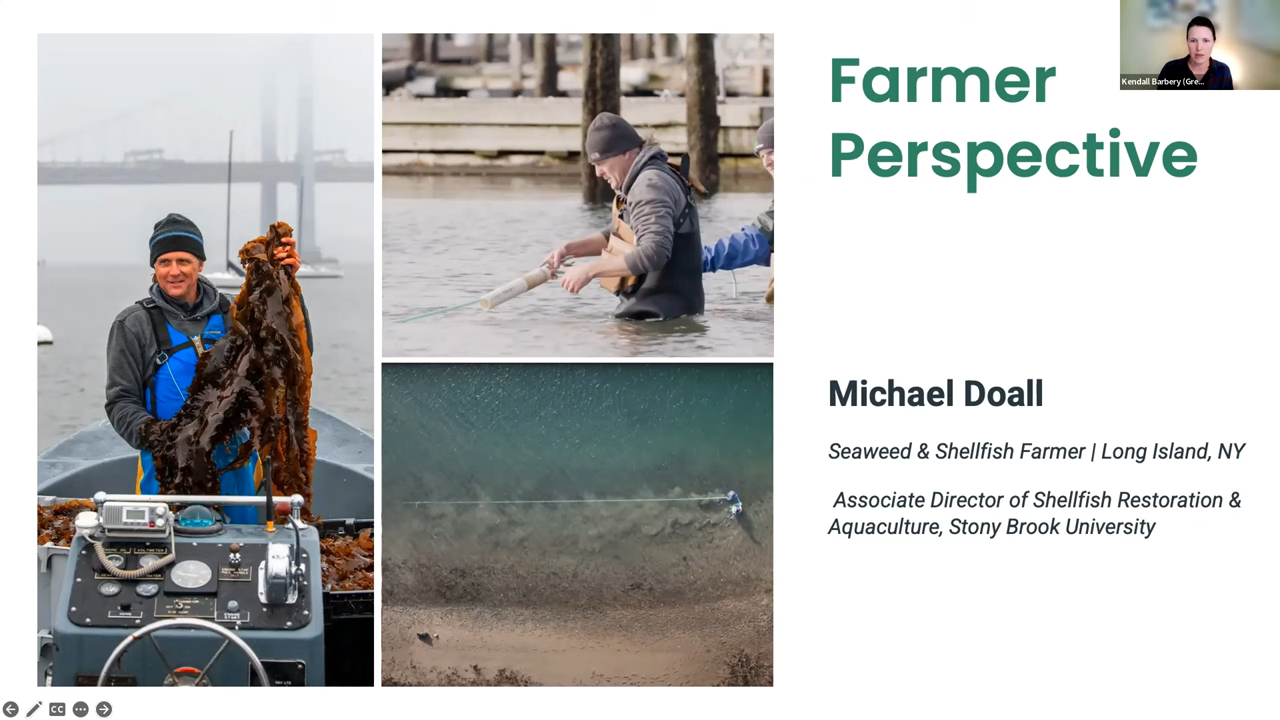 Farmer
Perspective
Kendall Barbery (Gre...
Michael Doall
Seaweed & Shellfish Farmer | Long Island, NY
Associate Director of Shellfish Restoration &
Aquaculture, Stony Brook University
CC